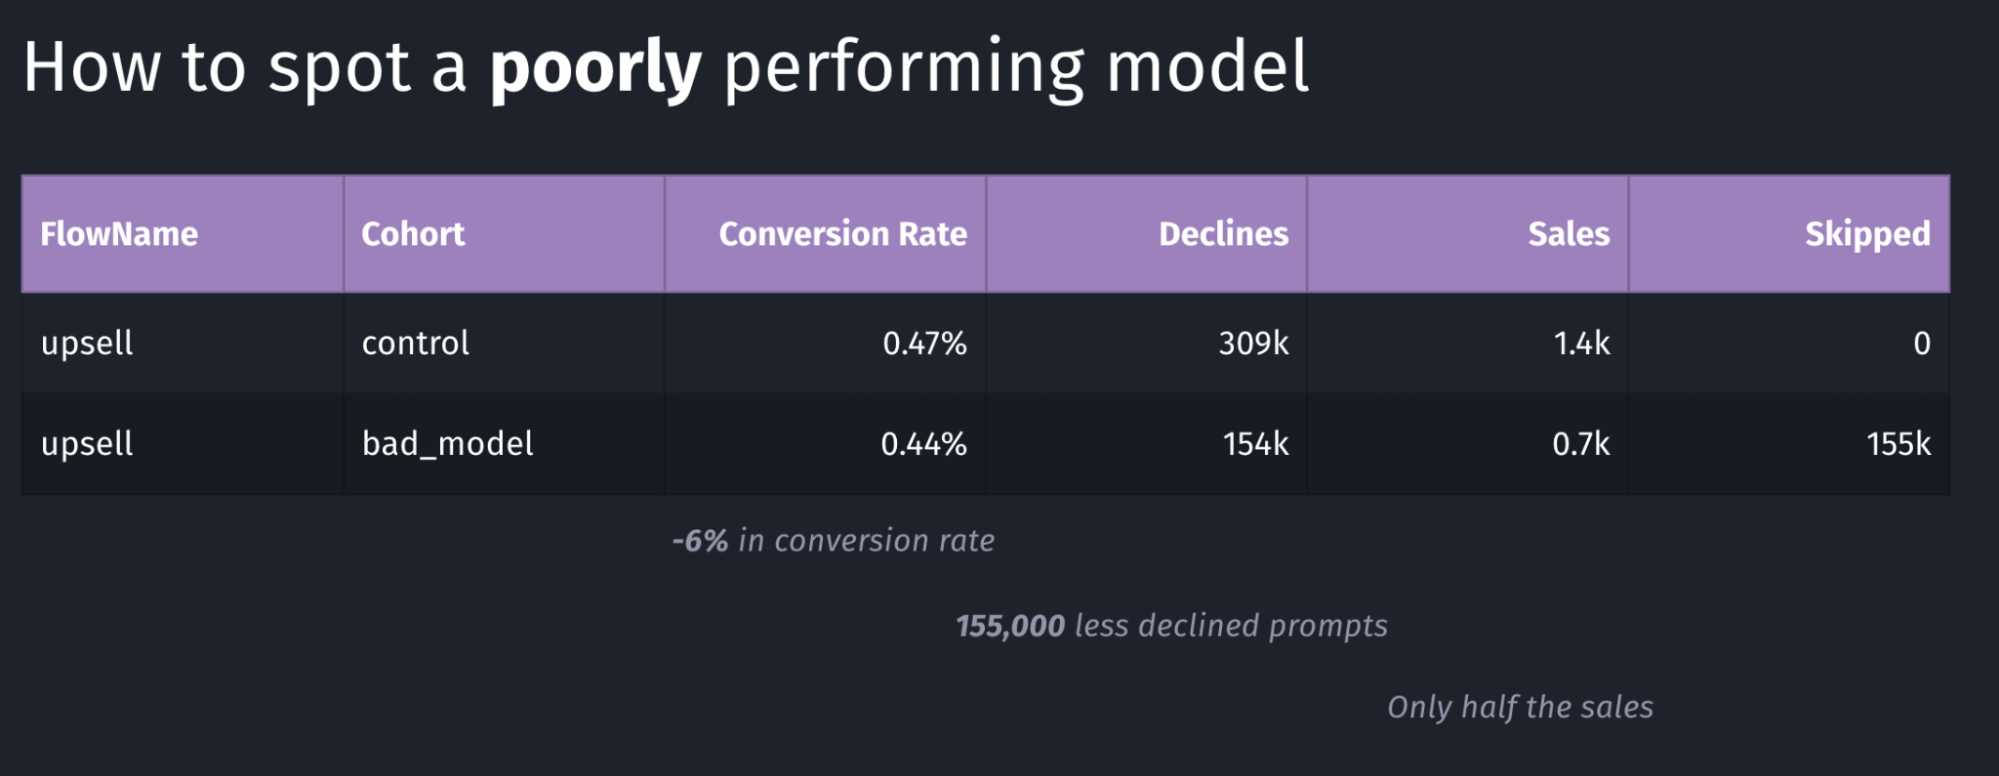 How to spot a poorly performing model
FlowName Cohort Conversion Rate Declines Sales Skipped
upsell control 0.47% 309k 1.4k 0
upsell bad_model 0.44% 154k 0.7k 155k
-6% in conversion rate
155,000 less declined prompts
Only half the sales